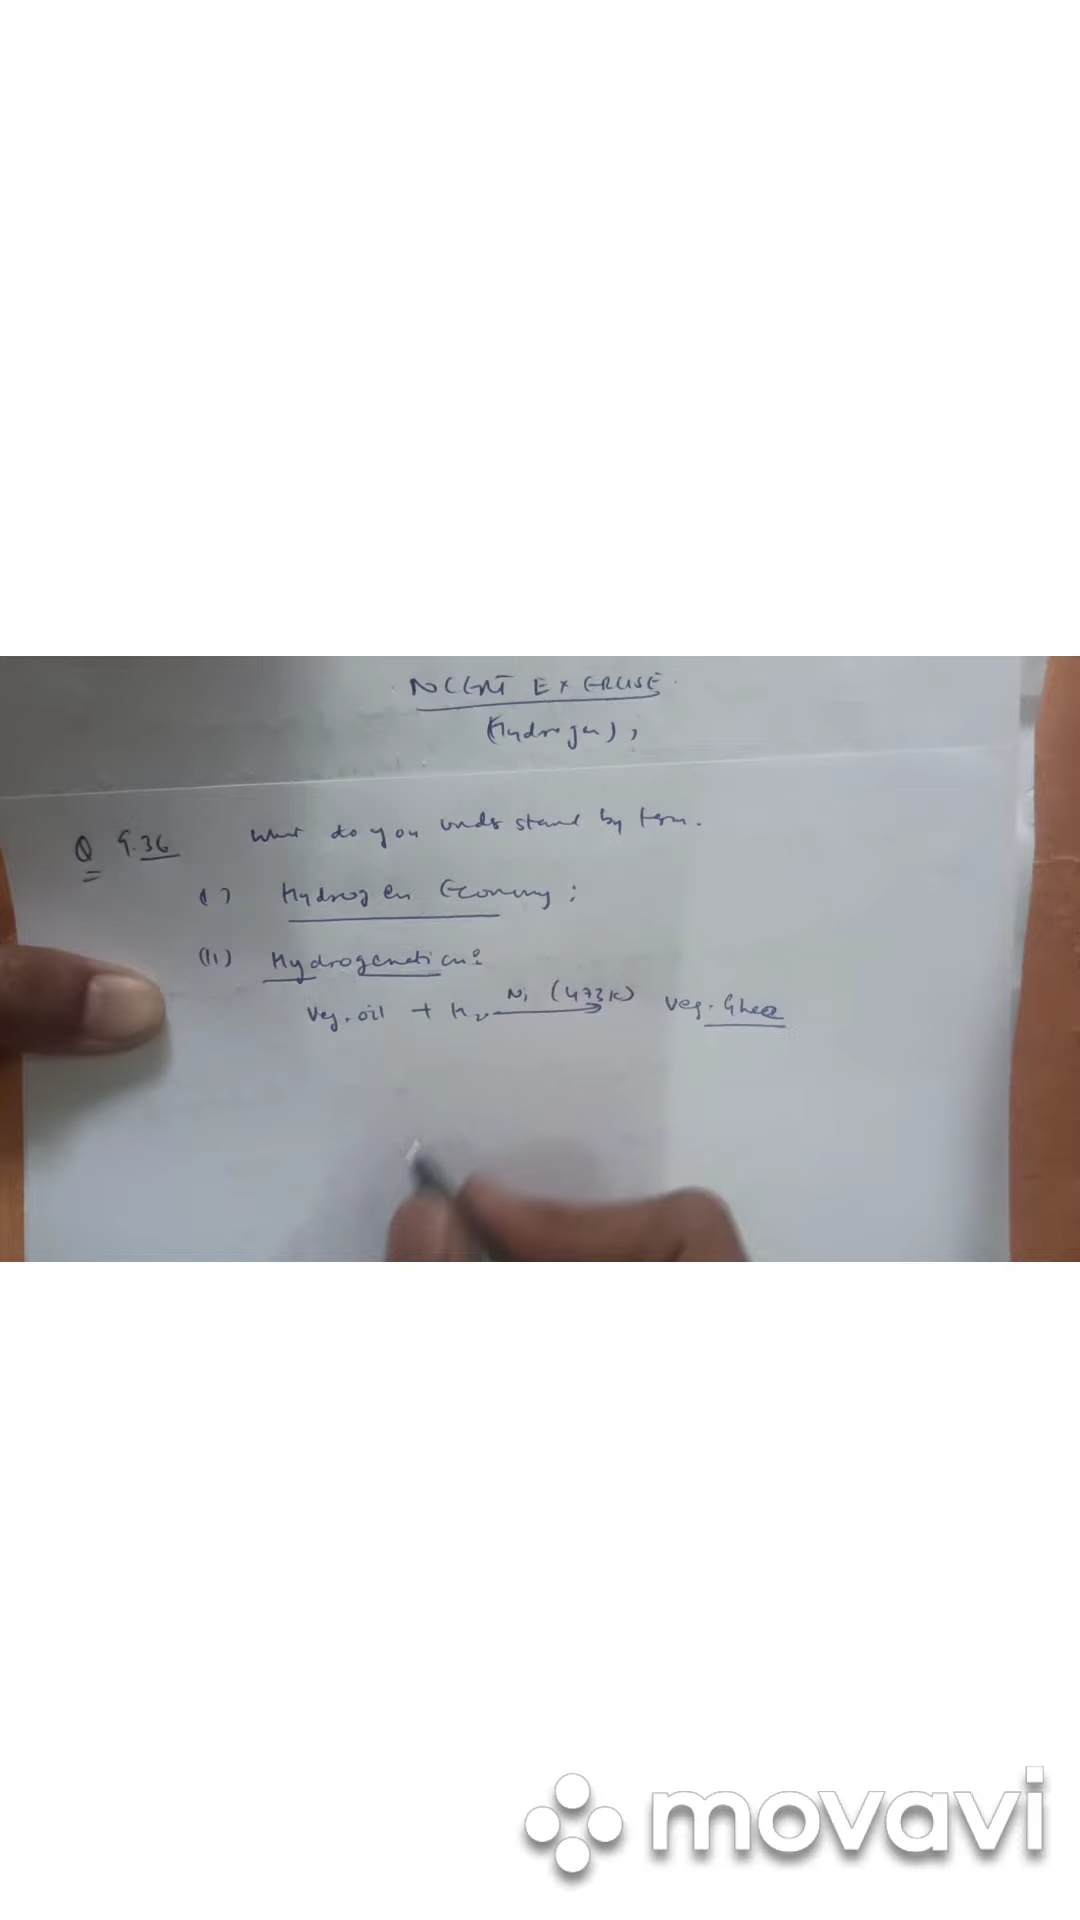 NCERT EXERCISE
(Hydrogen),
Q 9.36 What do you understand by term.
(i) Hydrogen Economy:
(ii) Hydrogenation:
Veg. oil + H₂ Ni (473K) Veg. Ghee
movavi